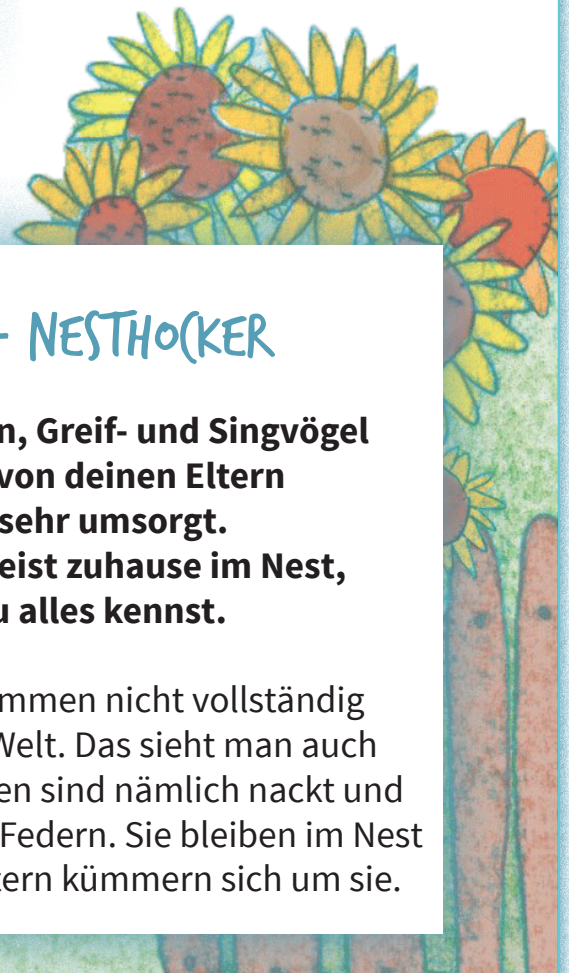 - NESTHOCKER
n, Greif- und Singvögel
von deinen Eltern
sehr umsorgt.
eist zuhause im Nest,
u alles kennst.
mmen nicht vollständig
Welt. Das sieht man auch
en sind nämlich nackt und
Federn. Sie bleiben im Nest
tern kümmern sich um sie.